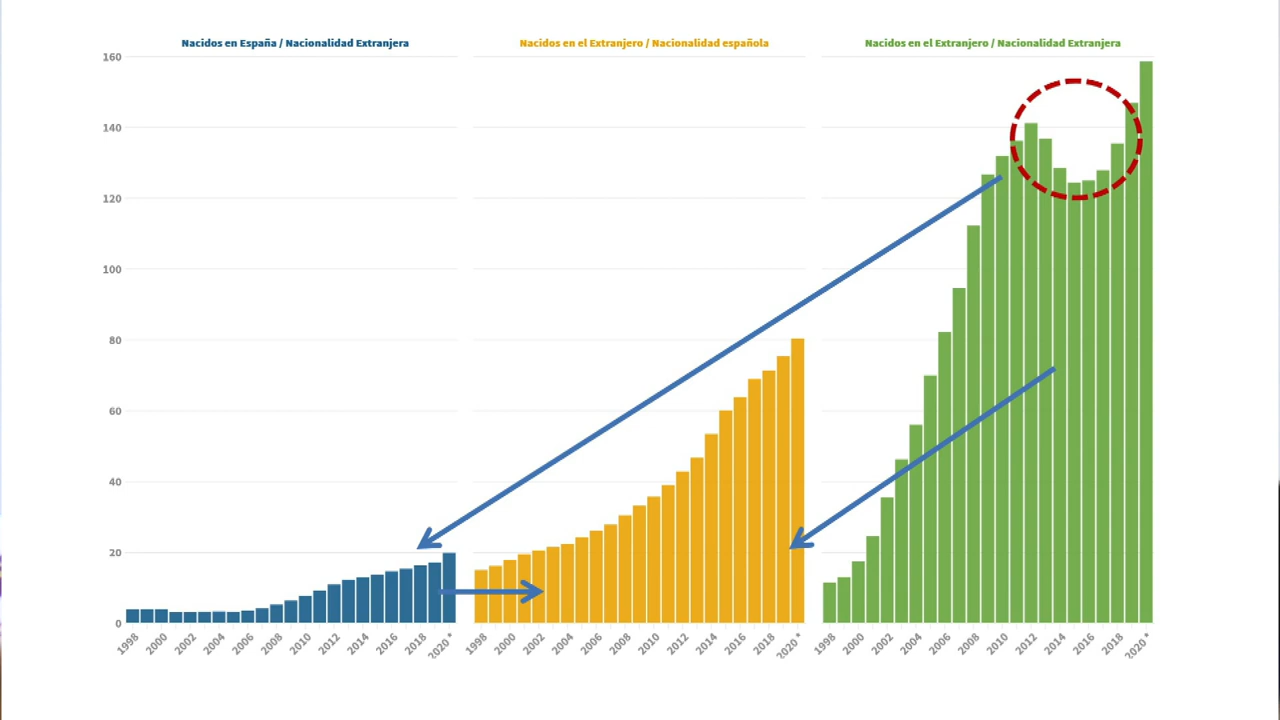 Nacidos en España / Nacionalidad Extranjera
Nacidos en el Extranjero / Nacionalidad española
Nacidos en el Extranjero / Nacionalidad Extranjera
160
140
120
100
80
60
40
20
0
1998 2000 2002 2004 2006 2008 2010 2012 2014 2016 2018 2020*
1998 2000 2002 2004 2006 2008 2010 2012 2014 2016 2018 2020*
1998 2000 2002 2004 2006 2008 2010 2012 2014 2016 2018 2020*